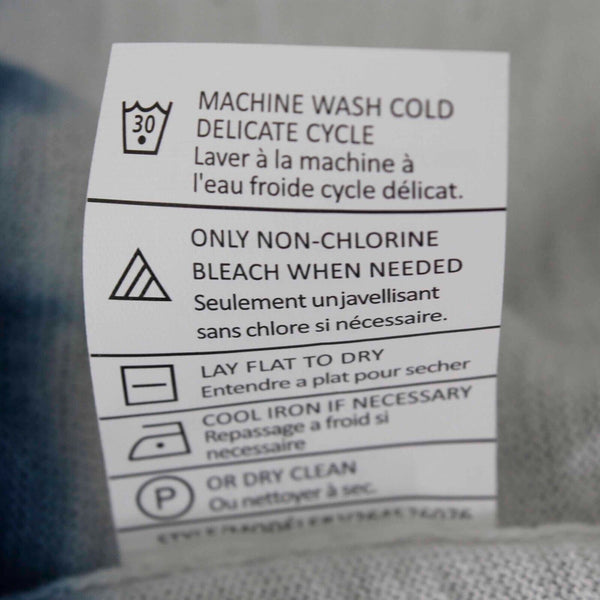 30
MACHINE WASH COLD
DELICATE CYCLE
Laver à la machine à
l'eau froide cycle délicat.
ONLY NON-CHLORINE
BLEACH WHEN NEEDED
Seulement un javellisant
sans chlore si nécessaire.
LAY FLAT TO DRY
Entendre a plat pour secher
COOL IRON IF NECESSARY
Repassage a froid si
necessaire
P
OR DRY CLEAN
Ou nettoyer à sec.